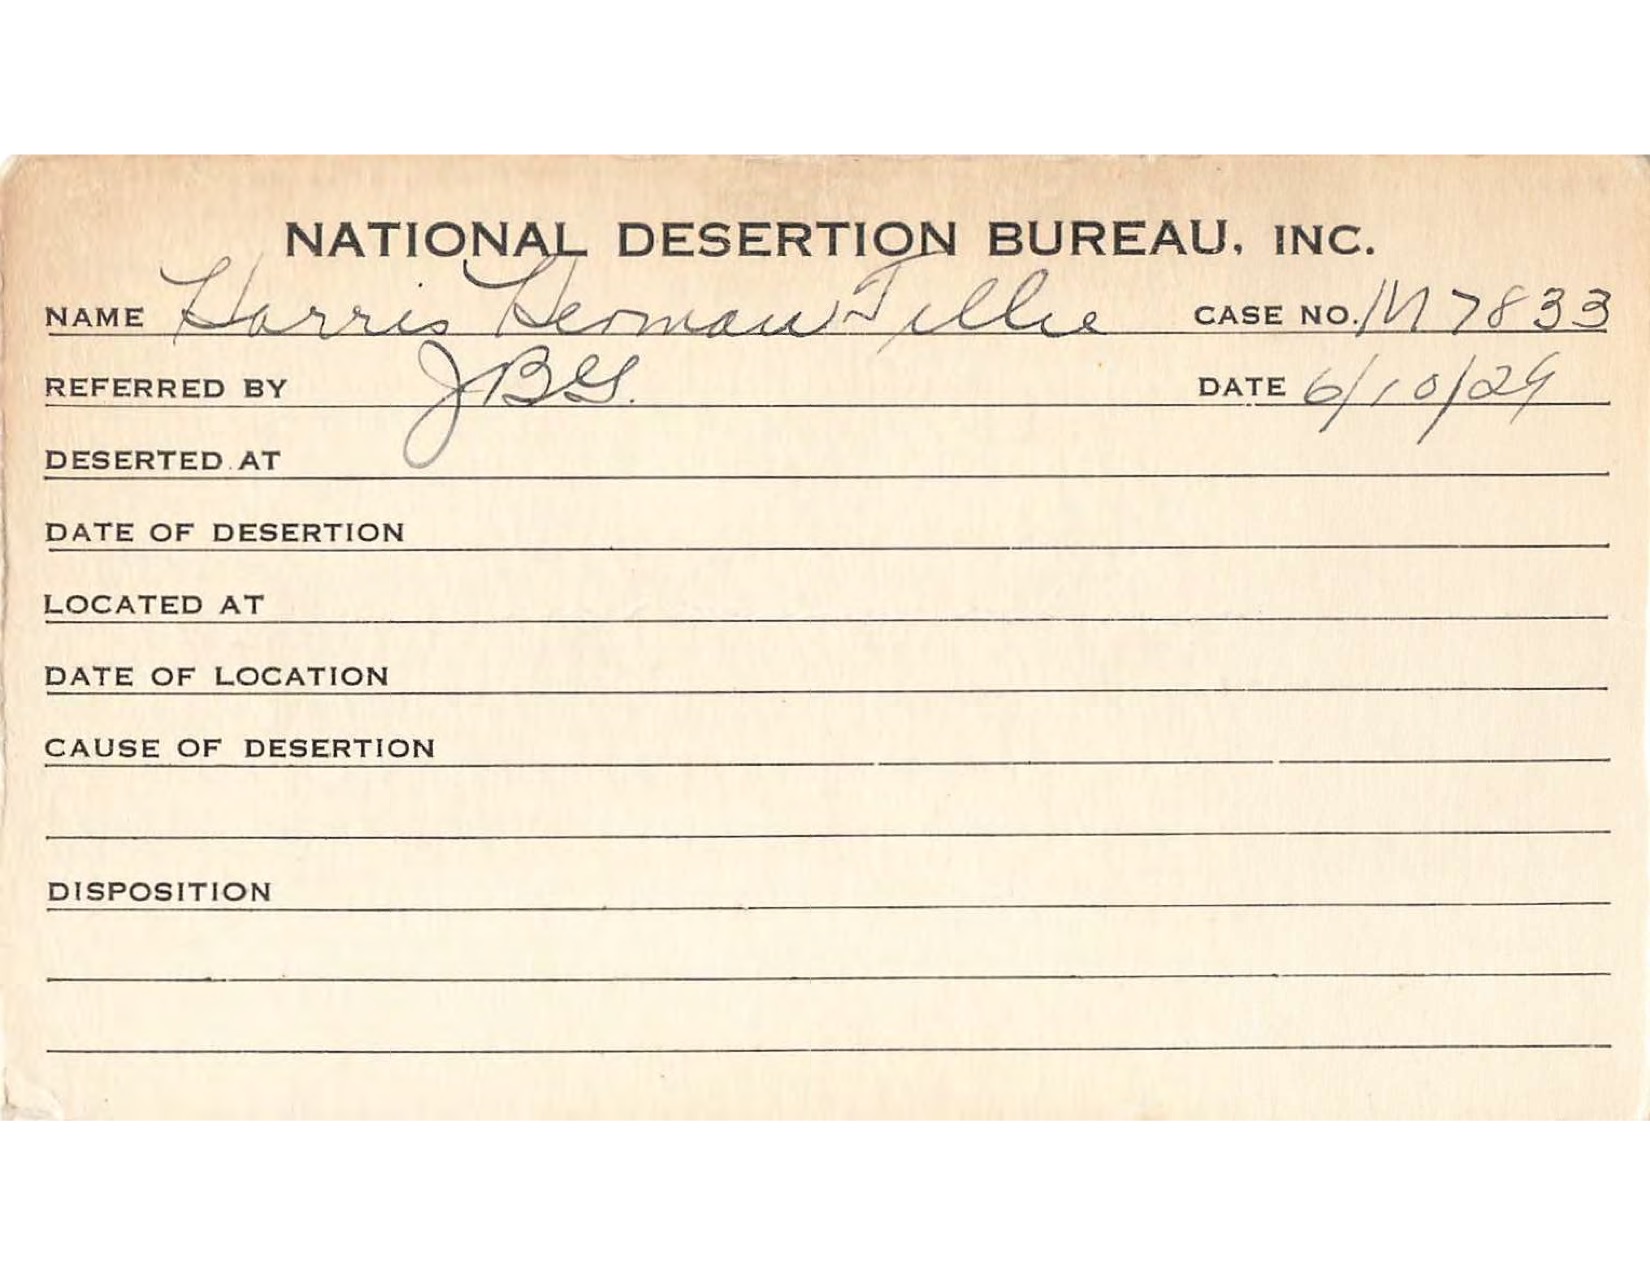 NATIONAL DESERTION BUREAU, INC.
NAME Harris Herman Tillie CASE NO. M7833
REFERRED BY JBG. DATE 6/10/29
DESERTED AT
DATE OF DESERTION
LOCATED AT
DATE OF LOCATION
CAUSE OF DESERTION
DISPOSITION